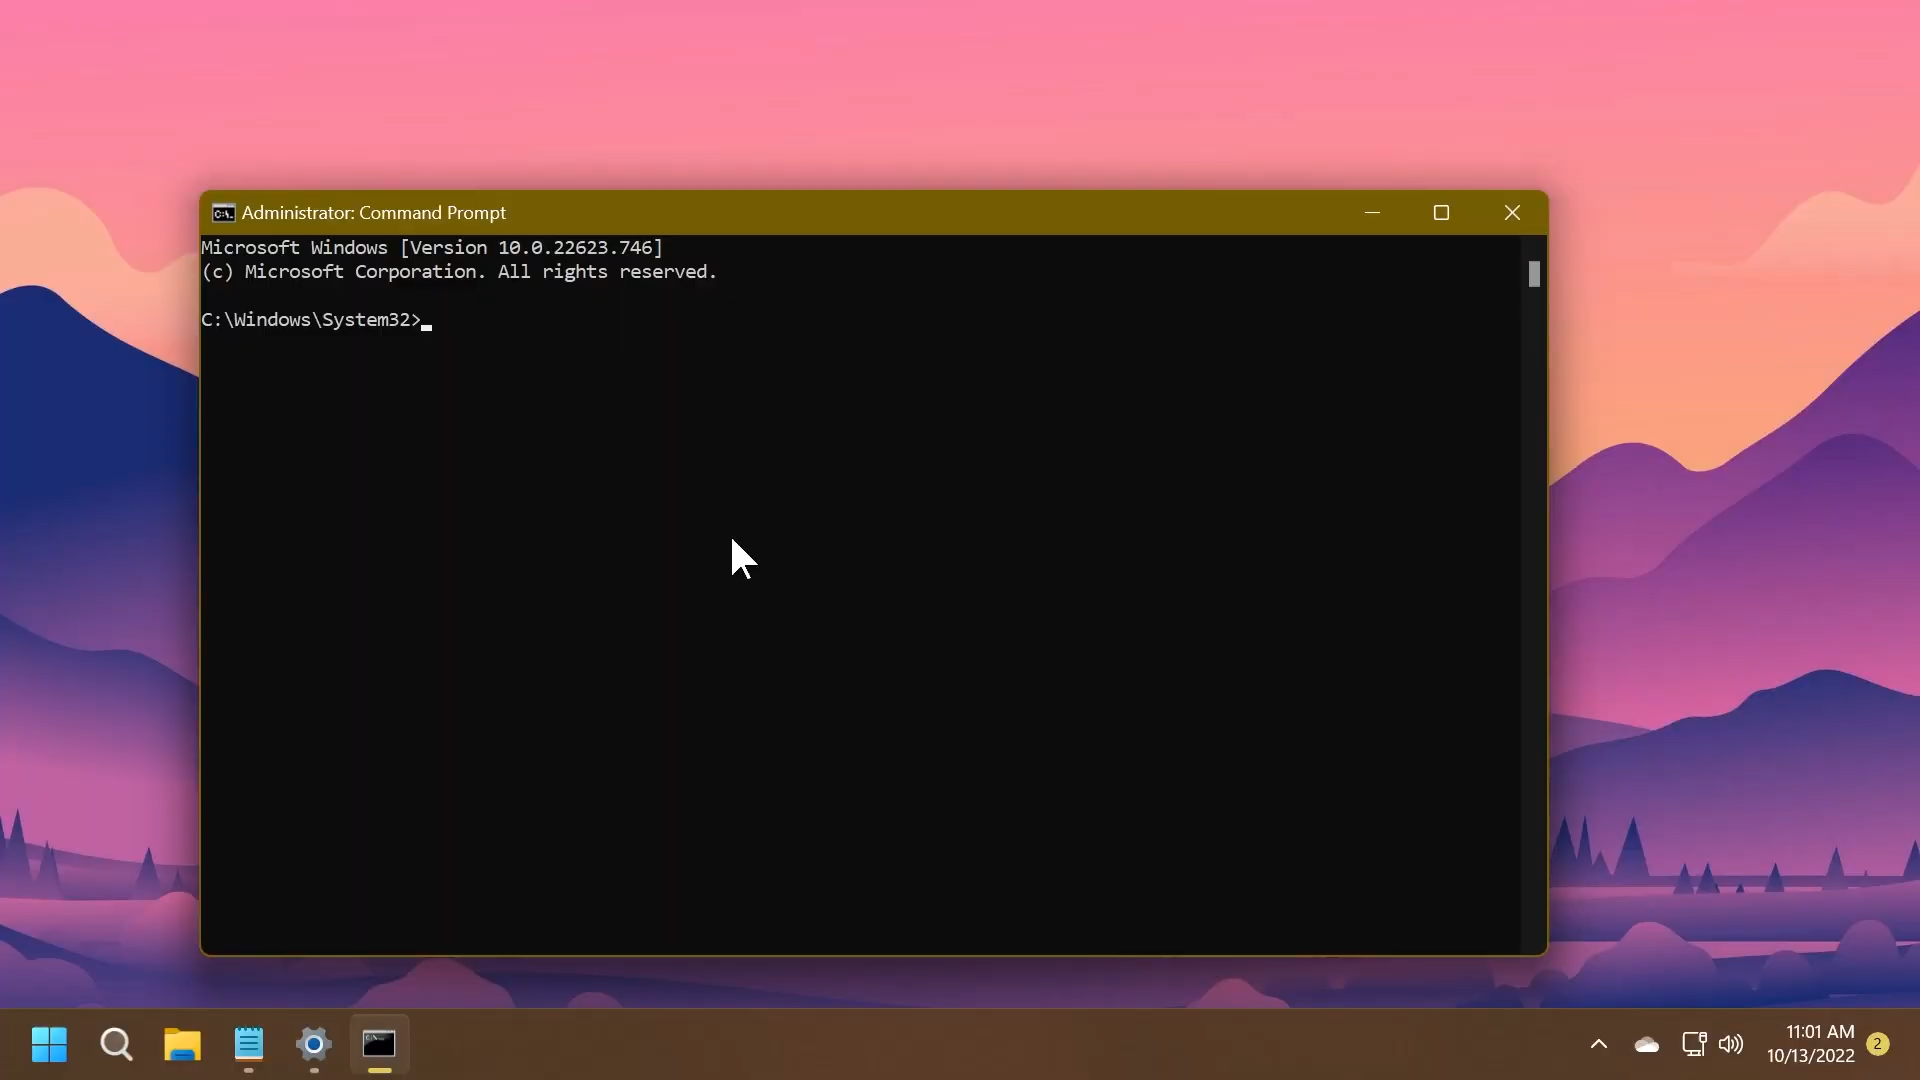 Administrator: Command Prompt
Microsoft Windows [Version 10.0.22623.746]
(c) Microsoft Corporation. All rights reserved.
C:\Windows\System32>
11:01 AM
10/13/2022
2